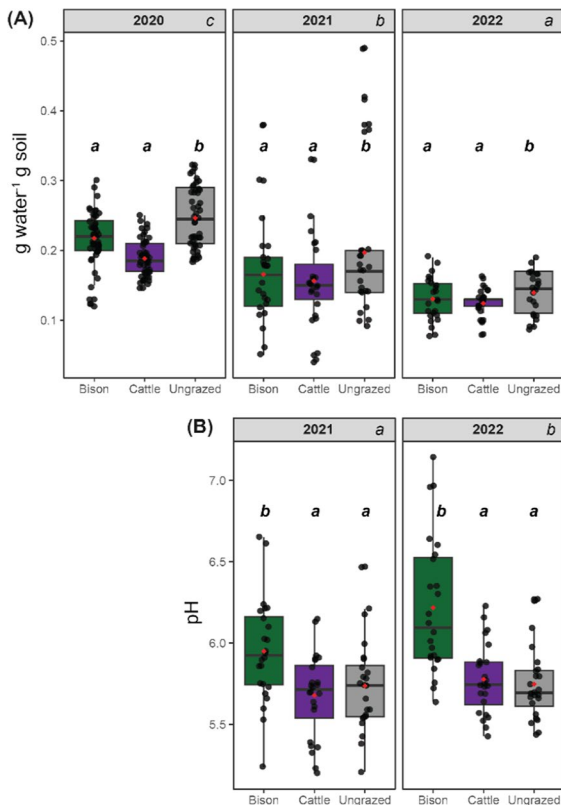 (A)
2020 c
2021 b
2022 a
g water⁻¹ g soil
0.5
0.4
0.3
0.2
0.1
a a b
a a b
a a b
Bison Cattle Ungrazed
Bison Cattle Ungrazed
Bison Cattle Ungrazed
(B)
2021 a
2022 b
pH
7.0
6.5
6.0
5.5
b a a
b a a
Bison Cattle Ungrazed
Bison Cattle Ungrazed